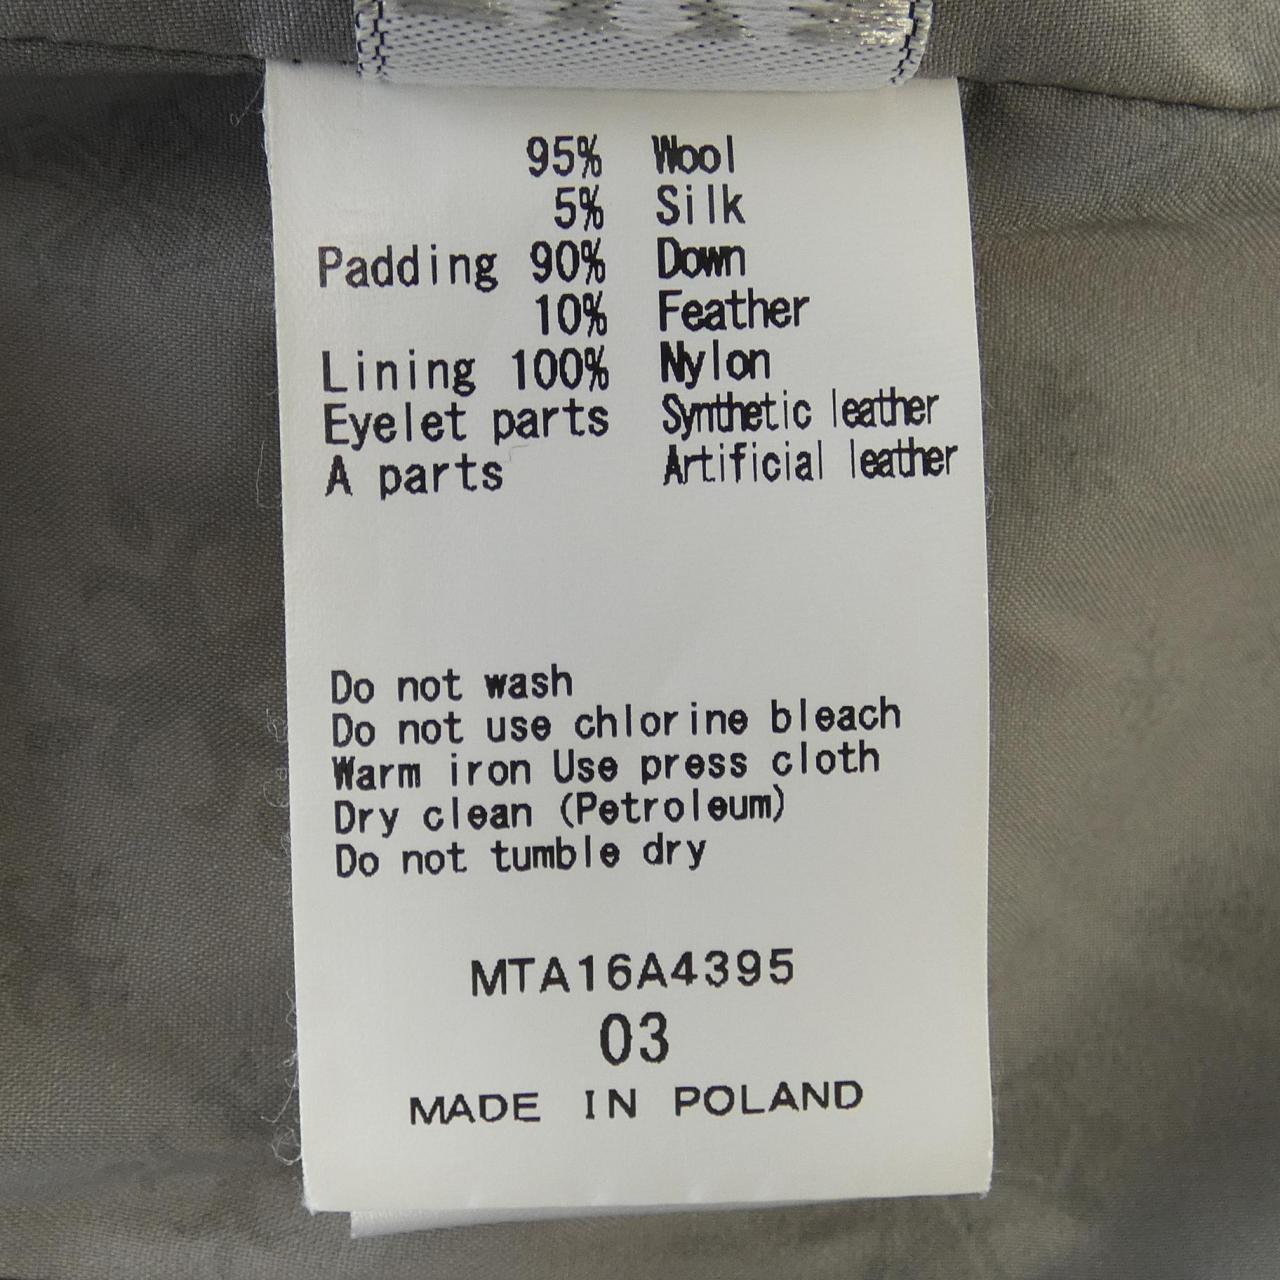 95% Wool
5% Silk
Padding 90% Down
10% Feather
Lining 100% Nylon
Eyelet parts Synthetic leather
A parts Artificial leather
Do not wash
Do not use chlorine bleach
Warm iron Use press cloth
Dry clean (Petroleum)
Do not tumble dry
MTA16A4395
03
MADE IN POLAND